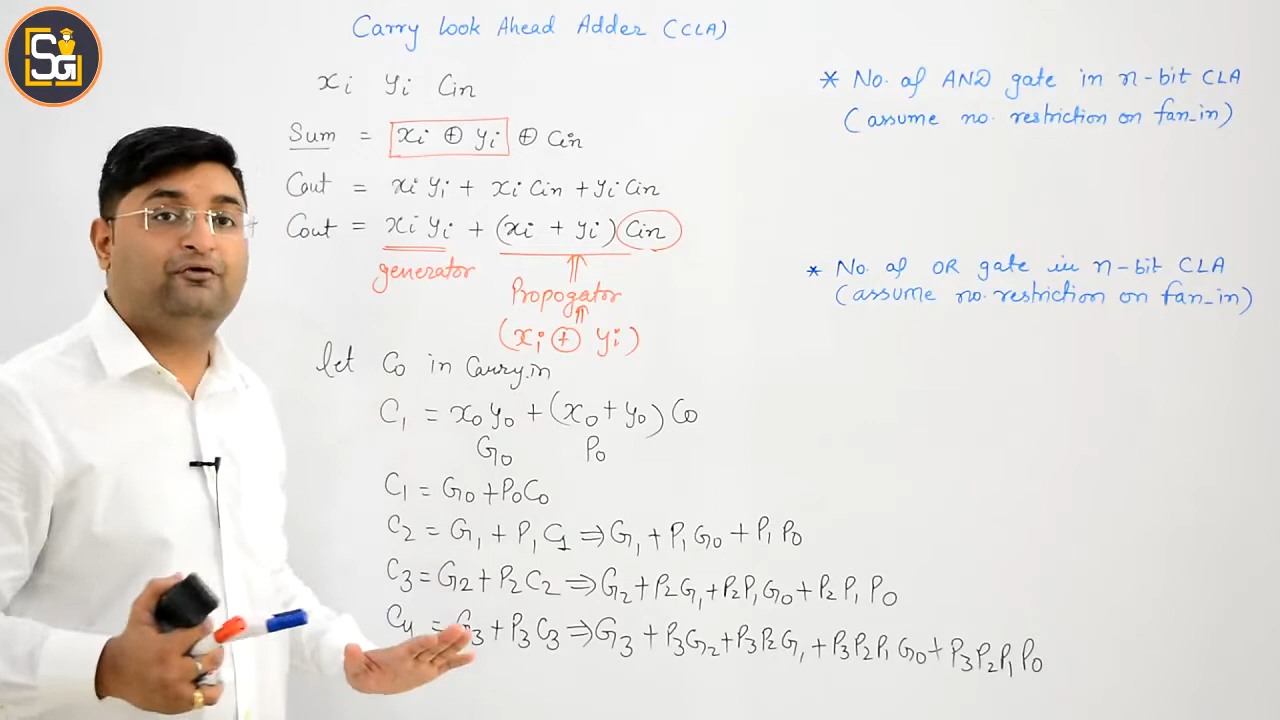 SG
Carry look Ahead Adder (CCLA)
xi yi Cin
Sum = xi ⊕ yi ⊕ Cin
Cout = xi yi + xi Cin + yi Cin
Cout = xi yi + (xi + yi) Cin
generator
Propogator
(xi ⊕ yi)
let C0 in Carry.in
C1 = x0 y0 + (x0 + y0) C0
G0 P0
C1 = G0 + P0 C0
C2 = G1 + P1 C1 ⇒ G1 + P1 G0 + P1 P0
C3 = G2 + P2 C2 ⇒ G2 + P2 G1 + P2 P1 G0 + P2 P1 P0
C4 = G3 + P3 C3 ⇒ G3 + P3 G2 + P3 P2 G1 + P3 P2 P1 G0 + P3 P2 P1 P0
* No. of AND gate in n-bit CLA
(assume no. restriction on fan_in)
* No. of OR gate in n-bit CLA
(assume no. restriction on fan_in)